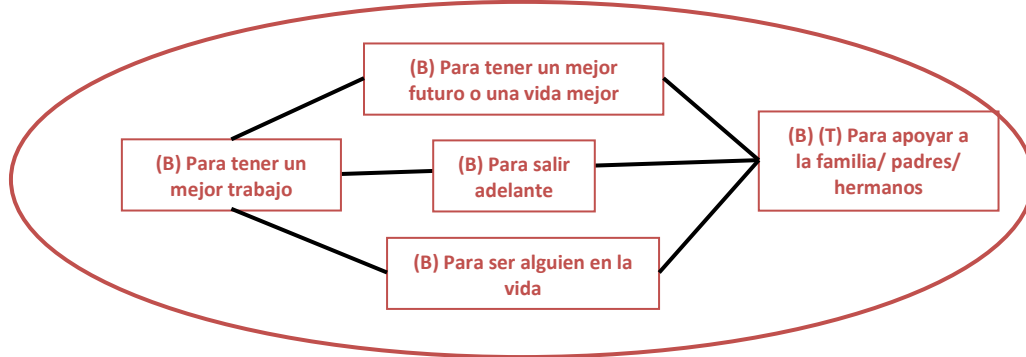 (B) Para tener un mejor
futuro o una vida mejor
(B) Para tener un
mejor trabajo
(B) Para salir
adelante
(B) (T) Para apoyar a
la familia/ padres/
hermanos
(B) Para ser alguien en la
vida